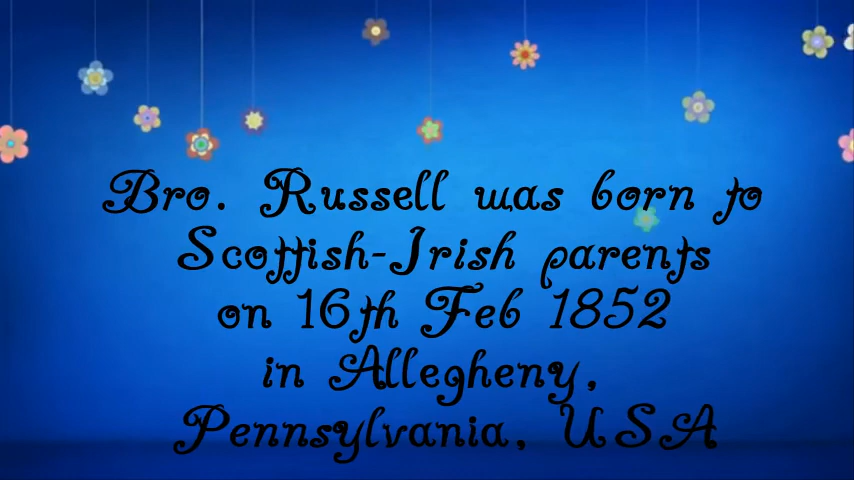 Bro. Russell was born to
Scottish-Irish parents
on 16th Feb 1852
in Allegheny,
Pennsylvania, USA